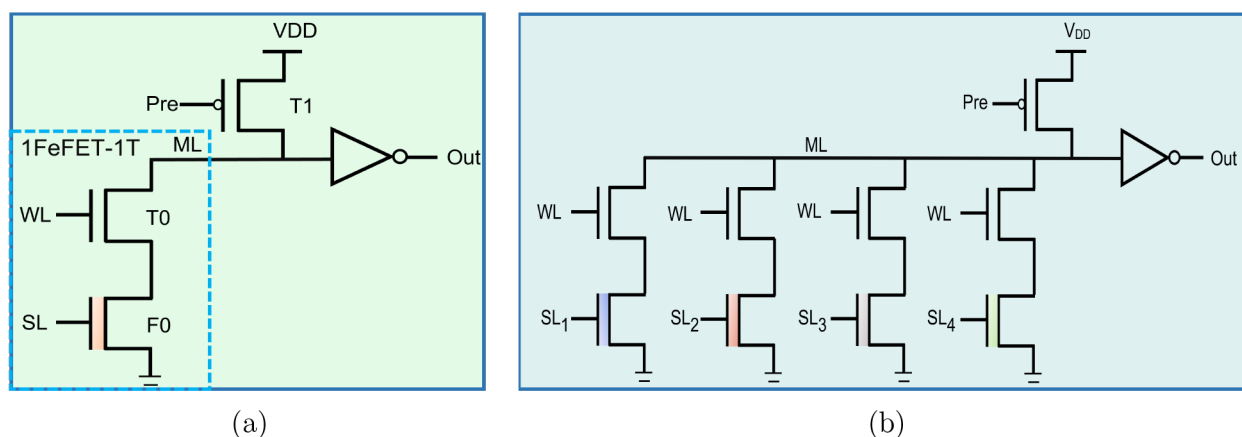 VDD
Pre
T1
1FeFET-1T
ML
Out
WL
T0
SL
F0
(a)
VDD
Pre
ML
Out
WL
WL
WL
WL
SL1
SL2
SL3
SL4
(b)